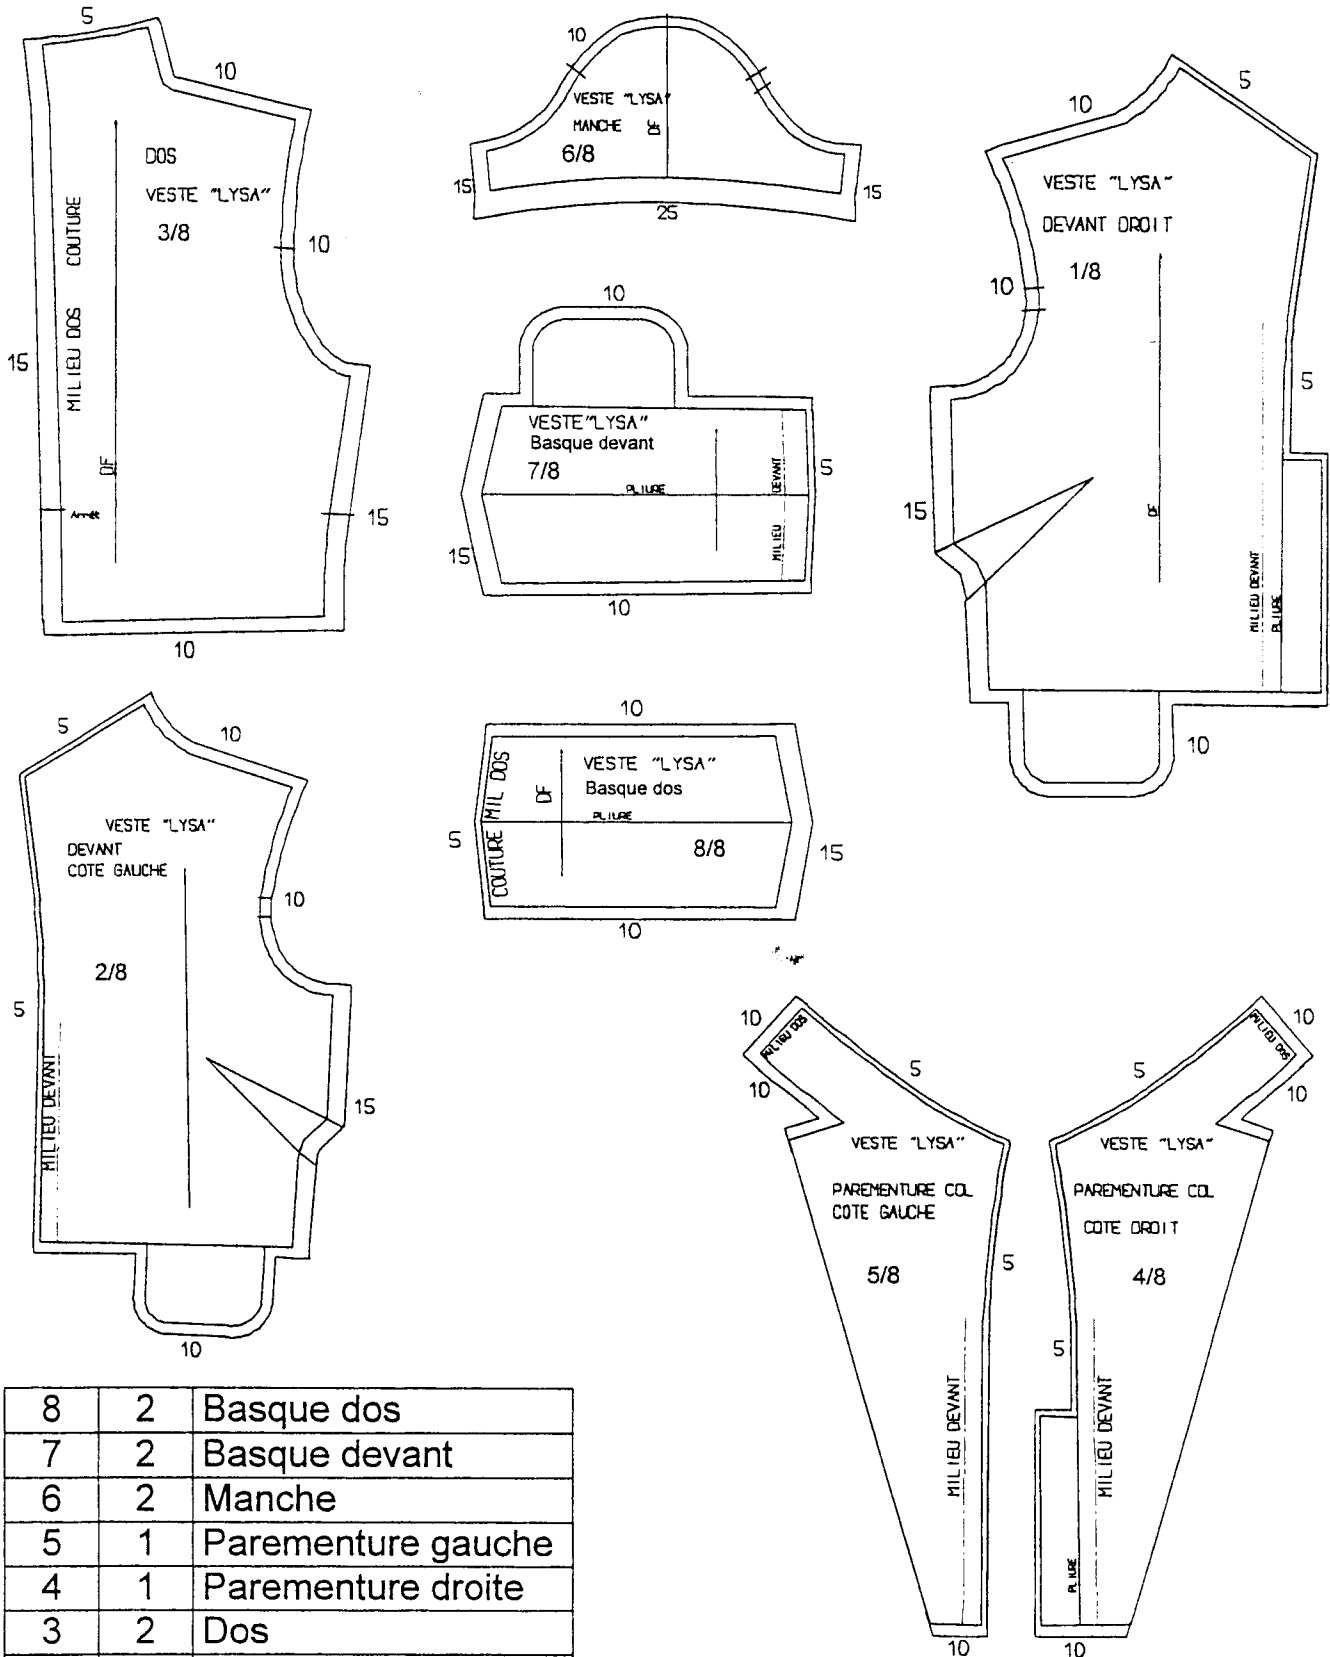 5
10
DOS
VESTE "LYSA"
3/8
MILIEU DOS COUTURE
DF
10
15
Arrêt
15
10
10
VESTE "LYSA"
MANCHE
DF
6/8
15
15
25
10
VESTE "LYSA"
Basque devant
7/8
PLIURE
MILIEU DEVANT
5
15
10
5
10
VESTE "LYSA"
DEVANT DROIT
1/8
10
5
15
DF
MILIEU DEVANT
PLIURE
10
5
10
VESTE "LYSA"
DEVANT
COTE GAUCHE
10
2/8
5
MILIEU DEVANT
15
10
10
COUTURE MIL DOS
DF
VESTE "LYSA"
Basque dos
PLIURE
8/8
5
15
10
10
MILIEU DOS
10
5
VESTE "LYSA"
PAREMENTURE COL
COTE GAUCHE
5/8
5
MILIEU DEVANT
10
10
MILIEU DOS
10
5
VESTE "LYSA"
PAREMENTURE COL
COTE DROIT
4/8
5
MILIEU DEVANT
PLIURE
10
8 2 Basque dos
7 2 Basque devant
6 2 Manche
5 1 Parementure gauche
4 1 Parementure droite
3 2 Dos